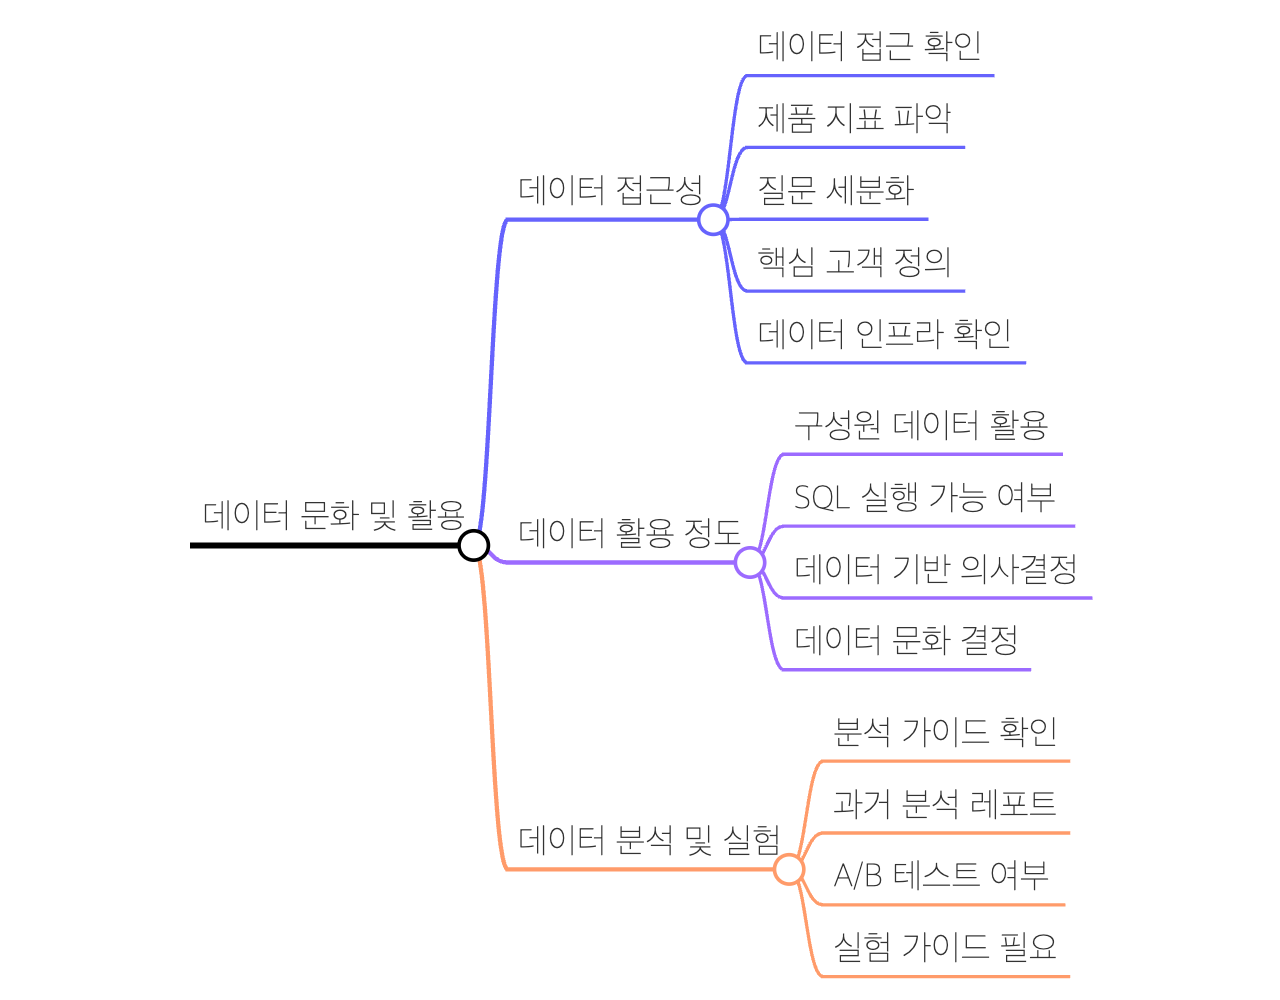 데이터 문화 및 활용
데이터 접근성
데이터 접근 확인
제품 지표 파악
질문 세분화
핵심 고객 정의
데이터 인프라 확인
데이터 활용 정도
구성원 데이터 활용
SQL 실행 가능 여부
데이터 기반 의사결정
데이터 문화 결정
데이터 분석 및 실험
분석 가이드 확인
과거 분석 레포트
A/B 테스트 여부
실험 가이드 필요